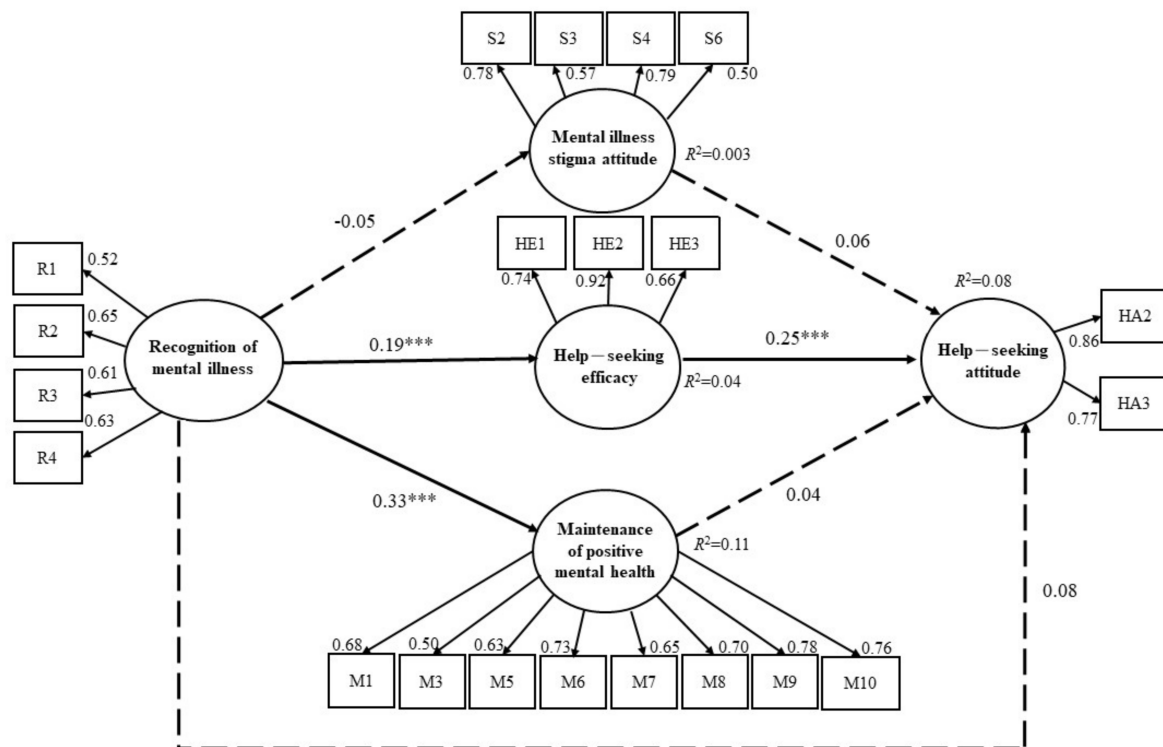 S2
S3
S4
S6
0.78
0.57
0.79
0.50
Mental illness
stigma attitude
R²=0.003
-0.05
0.06
HE1
HE2
HE3
0.74
0.92
0.66
R1
0.52
R2
0.65
R3
0.61
R4
0.63
Recognition of
mental illness
0.19***
Help—seeking
efficacy
R²=0.04
0.25***
R²=0.08
Help—seeking
attitude
HA2
0.86
HA3
0.77
0.33***
0.04
Maintenance
of positive
mental health
R²=0.11
0.08
0.68
0.50
0.63
0.73
0.65
0.70
0.78
0.76
M1
M3
M5
M6
M7
M8
M9
M10